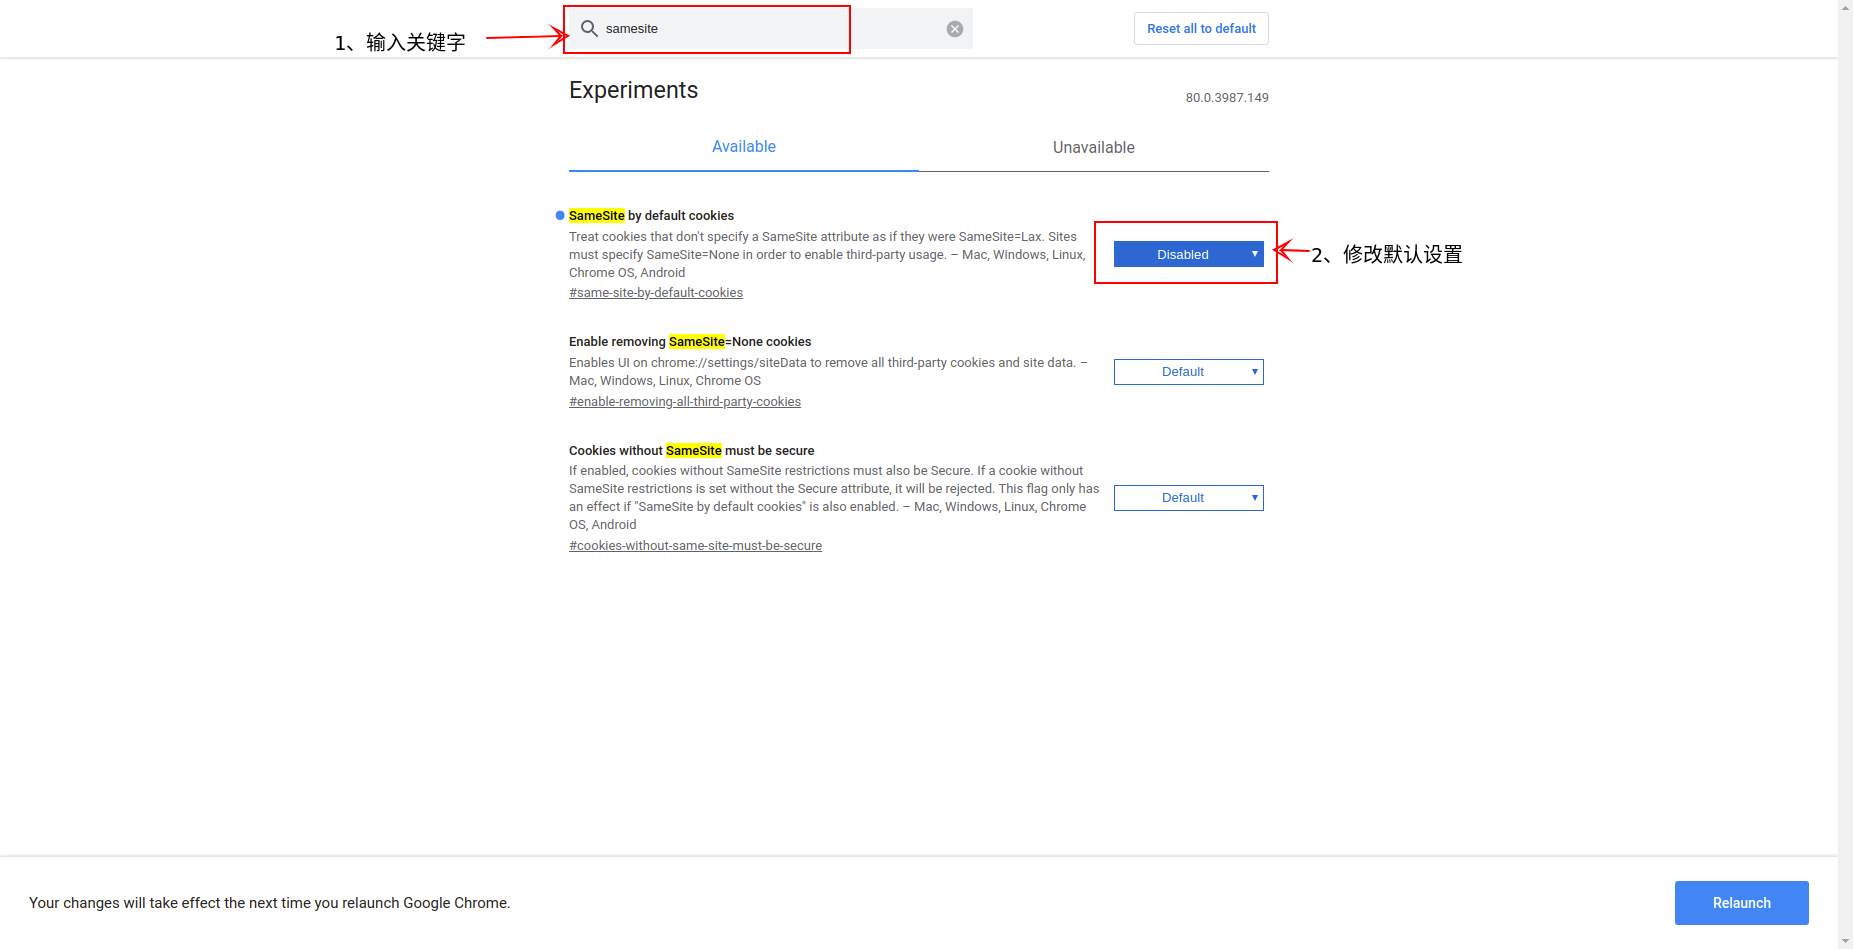 samesite
Reset all to default
1、输入关键字
Experiments
80.0.3987.149
Available
Unavailable
SameSite by default cookies
Treat cookies that don't specify a SameSite attribute as if they were SameSite=Lax. Sites
must specify SameSite=None in order to enable third-party usage. – Mac, Windows, Linux,
Chrome OS, Android
#same-site-by-default-cookies
Disabled
2、修改默认设置
Enable removing SameSite=None cookies
Enables UI on chrome://settings/siteData to remove all third-party cookies and site data. –
Mac, Windows, Linux, Chrome OS
#enable-removing-all-third-party-cookies
Default
Cookies without SameSite must be secure
If enabled, cookies without SameSite restrictions must also be Secure. If a cookie without
SameSite restrictions is set without the Secure attribute, it will be rejected. This flag only has
an effect if "SameSite by default cookies" is also enabled. – Mac, Windows, Linux, Chrome
OS, Android
#cookies-without-same-site-must-be-secure
Default
Your changes will take effect the next time you relaunch Google Chrome.
Relaunch